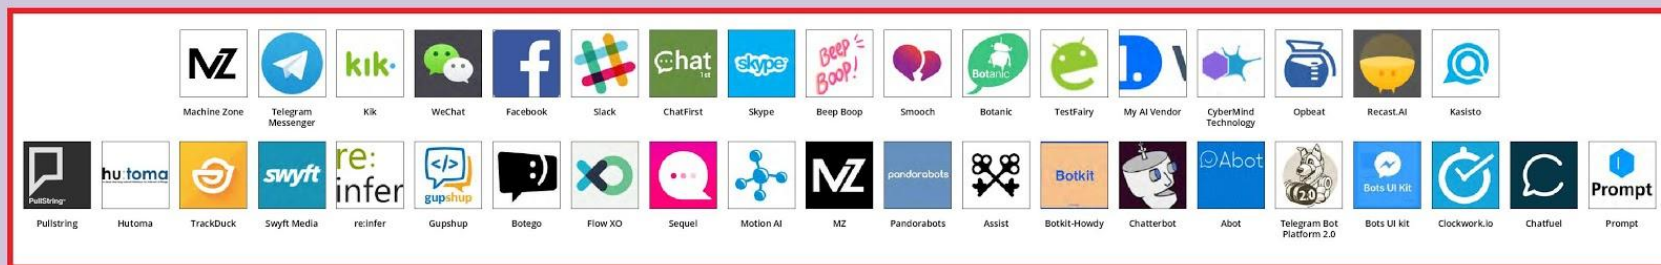 MZ
kik·
Chat
1st
skype
BEEP
BOOP!
Botanic
Machine Zone
Telegram
Messenger
Kik
WeChat
Facebook
Slack
ChatFirst
Skype
Beep Boop
Smooch
Botanic
TestFairy
My AI Vendor
CyberMind
Technology
Opbeat
Recast.AI
Kasisto
PullString
hu:toma
swyft
re:
infer
</>
gupshup
MZ
pandorabots
Botkit
Abot
2.0
Bots UI Kit
Prompt
Pullstring
Hutoma
TrackDuck
Swyft Media
re:infer
Gupshup
Botego
Flow XO
Sequel
Motion AI
MZ
Pandorabots
Assist
Botkit-Howdy
Chatterbot
Abot
Telegram Bot
Platform 2.0
Bots UI kit
Clockwork.io
Chatfuel
Prompt